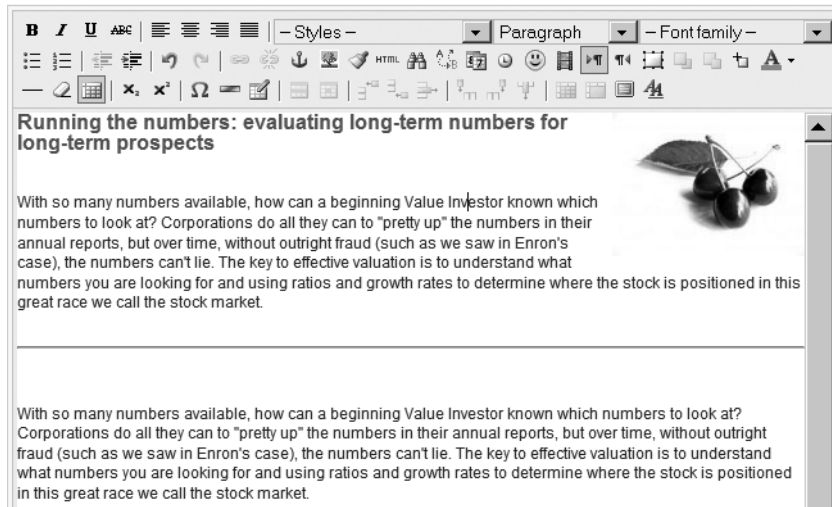 B I U ABC – Styles – Paragraph – Font family –
HTML A
x₂ x² Ω
Running the numbers: evaluating long-term numbers for
long-term prospects
With so many numbers available, how can a beginning Value Investor known which
numbers to look at? Corporations do all they can to "pretty up" the numbers in their
annual reports, but over time, without outright fraud (such as we saw in Enron's
case), the numbers can't lie. The key to effective valuation is to understand what
numbers you are looking for and using ratios and growth rates to determine where the stock is positioned in this
great race we call the stock market.
With so many numbers available, how can a beginning Value Investor known which numbers to look at?
Corporations do all they can to "pretty up" the numbers in their annual reports, but over time, without outright
fraud (such as we saw in Enron's case), the numbers can't lie. The key to effective valuation is to understand
what numbers you are looking for and using ratios and growth rates to determine where the stock is positioned
in this great race we call the stock market.